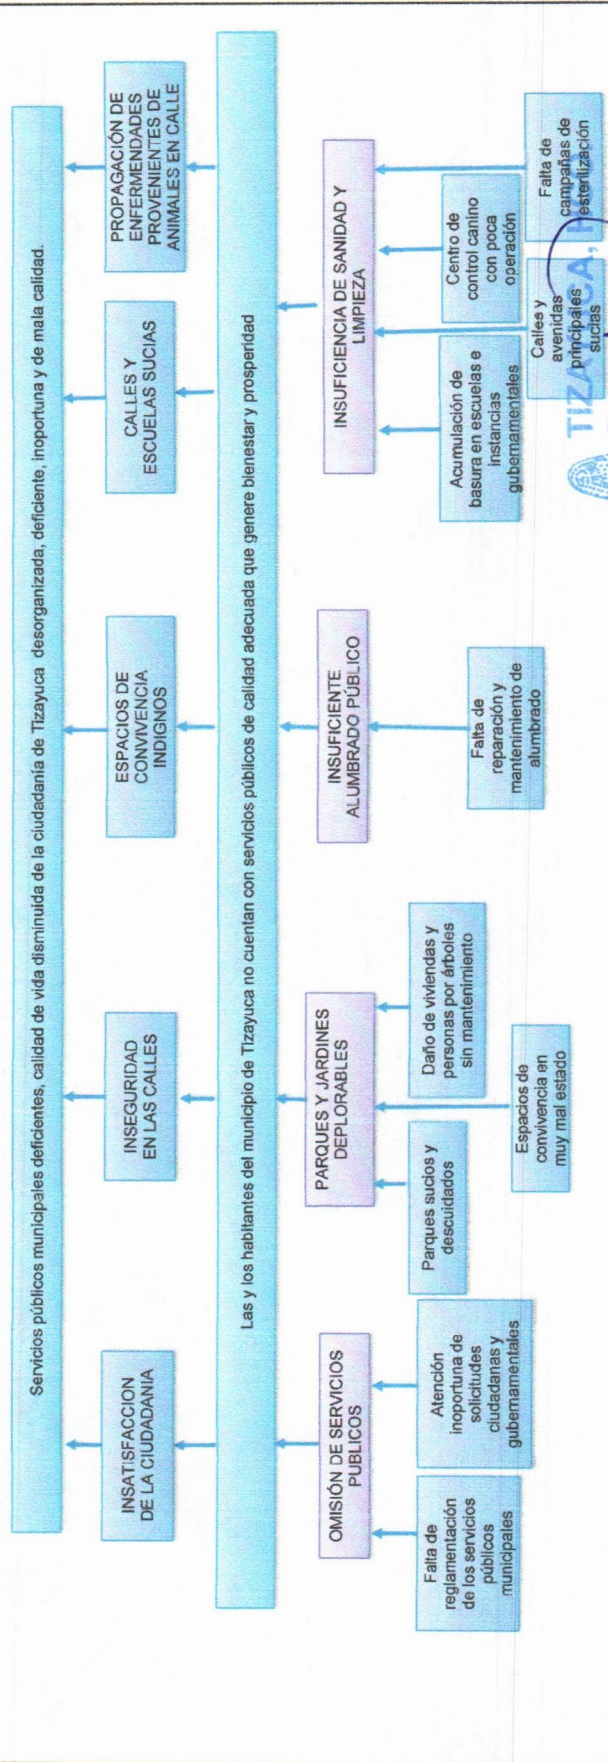 Servicios públicos municipales deficientes, calidad de vida disminuida de la ciudadanía de Tizayuca desorganizada, deficiente, inoportuna y de mala calidad.
INSATISFACCION
DE LA CIUDADANIA
INSEGURIDAD
EN LAS CALLES
ESPACIOS DE
CONVIVENCIA
INDIGNOS
CALLES Y
ESCUELAS SUCIAS
PROPAGACIÓN DE
ENFERMENDADES
PROVENIENTES DE
ANIMALES EN CALLE
Las y los habitantes del municipio de Tizayuca no cuentan con servicios públicos de calidad adecuada que genere bienestar y prosperidad
OMISIÓN DE SERVICIOS
PUBLICOS
PARQUES Y JARDINES
DEPLORABLES
INSUFICIENTE
ALUMBRADO PÚBLICO
INSUFICIENCIA DE SANIDAD Y
LIMPIEZA
Falta de
reglamentación
de los servicios
públicos
municipales
Atención
inoportuna de
solicitudes
ciudadanas y
gubernamentales
Parques sucios y
descuidados
Espacios de
convivencia en
muy mal estado
Daño de viviendas y
personas por árboles
sin mantenimiento
Falta de
reparación y
mantenimiento de
alumbrado
Acumulación de
basura en escuelas e
instancias
gubernamentales
Calles y
avenidas
principales
sucias
Centro de
control canino
con poca
operación
Falta de
campañas de
esterilización